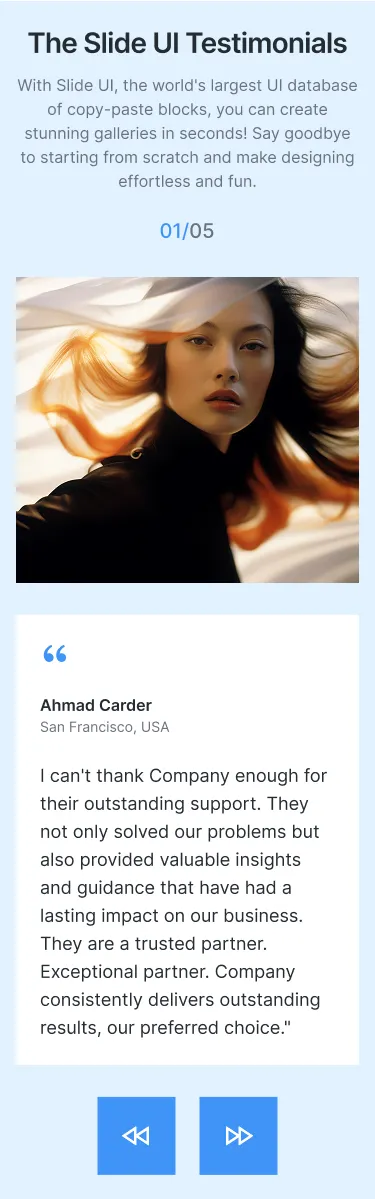 The Slide UI Testimonials
With Slide UI, the world's largest UI database
of copy-paste blocks, you can create
stunning galleries in seconds! Say goodbye
to starting from scratch and make designing
effortless and fun.
01/05
“
Ahmad Carder
San Francisco, USA
I can't thank Company enough for
their outstanding support. They
not only solved our problems but
also provided valuable insights
and guidance that have had a
lasting impact on our business.
They are a trusted partner.
Exceptional partner. Company
consistently delivers outstanding
results, our preferred choice."